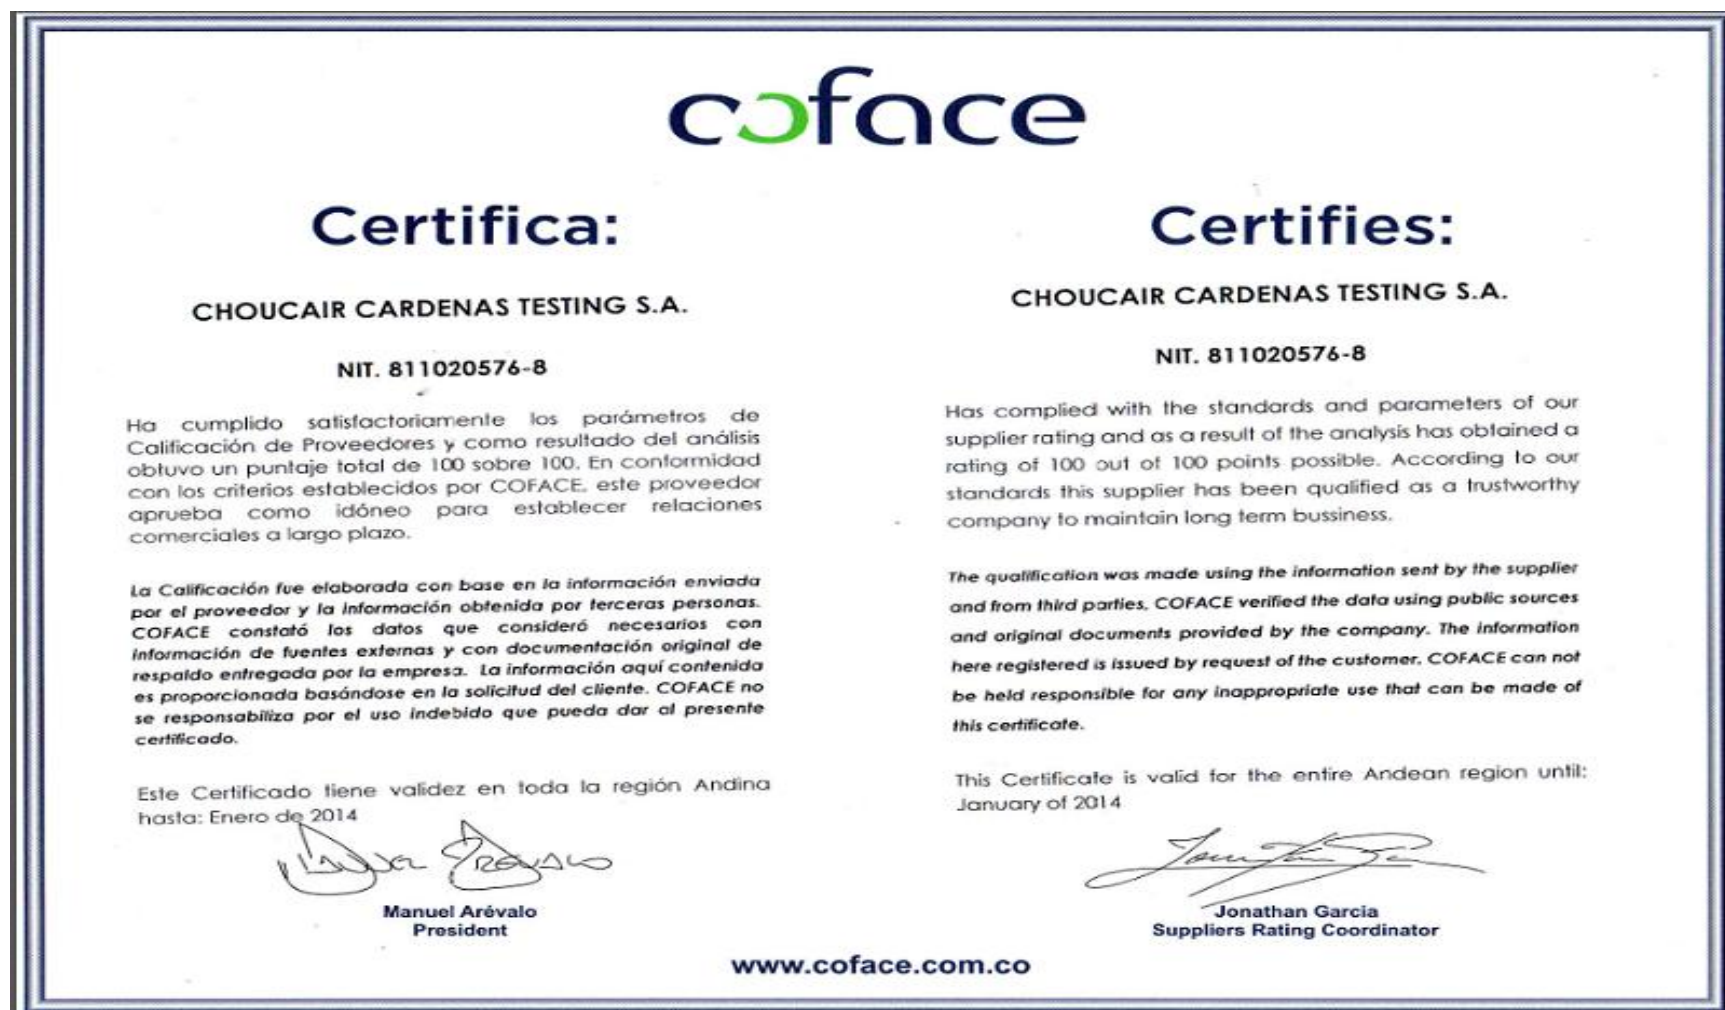 coface
Certifica:
CHOUCAIR CARDENAS TESTING S.A.
NIT. 811020576-8
Ha cumplido satisfactoriamente los parámetros de
Calificación de Proveedores y como resultado del análisis
obtuvo un puntaje total de 100 sobre 100. En conformidad
con los criterios establecidos por COFACE, este proveedor
aprueba como idóneo para establecer relaciones
comerciales a largo plazo.
La Calificación fue elaborada con base en la información enviada
por el proveedor y la información obtenida por terceras personas.
COFACE constató los datos que consideró necesarios con
información de fuentes externas y con documentación original de
respaldo entregada por la empresa. La información aquí contenida
es proporcionada basándose en la solicitud del cliente. COFACE no
se responsabiliza por el uso indebido que pueda dar al presente
certificado.
Este Certificado tiene validez en toda la región Andina
hasta: Enero de 2014
Manuel Arévalo
Manuel Arévalo
President
Certifies:
CHOUCAIR CARDENAS TESTING S.A.
NIT. 811020576-8
Has complied with the standards and parameters of our
supplier rating and as a result of the analysis has obtained a
rating of 100 out of 100 points possible. According to our
standards this supplier has been qualified as a trustworthy
company to maintain long term bussiness.
The qualification was made using the information sent by the supplier
and from third parties, COFACE verified the data using public sources
and original documents provided by the company. The information
here registered is issued by request of the customer. COFACE can not
be held responsible for any inappropriate use that can be made of
this certificate.
This Certificate is valid for the entire Andean region until:
January of 2014
Jonathan Garcia
Suppliers Rating Coordinator
www.coface.com.co